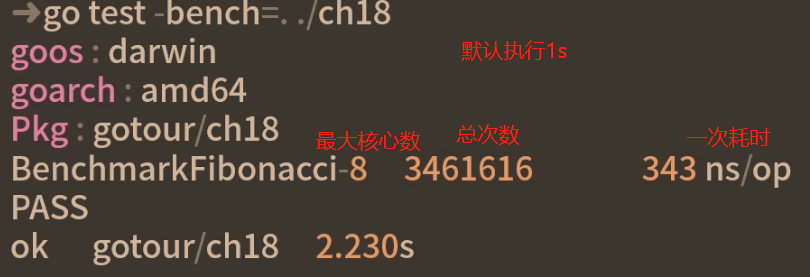 ➜go test -bench=. ./ch18
goos : darwin 默认执行1s
goarch : amd64
Pkg : gotour/ch18 最大核心数 总次数 一次耗时
BenchmarkFibonacci-8 3461616 343 ns/op
PASS
ok gotour/ch18 2.230s